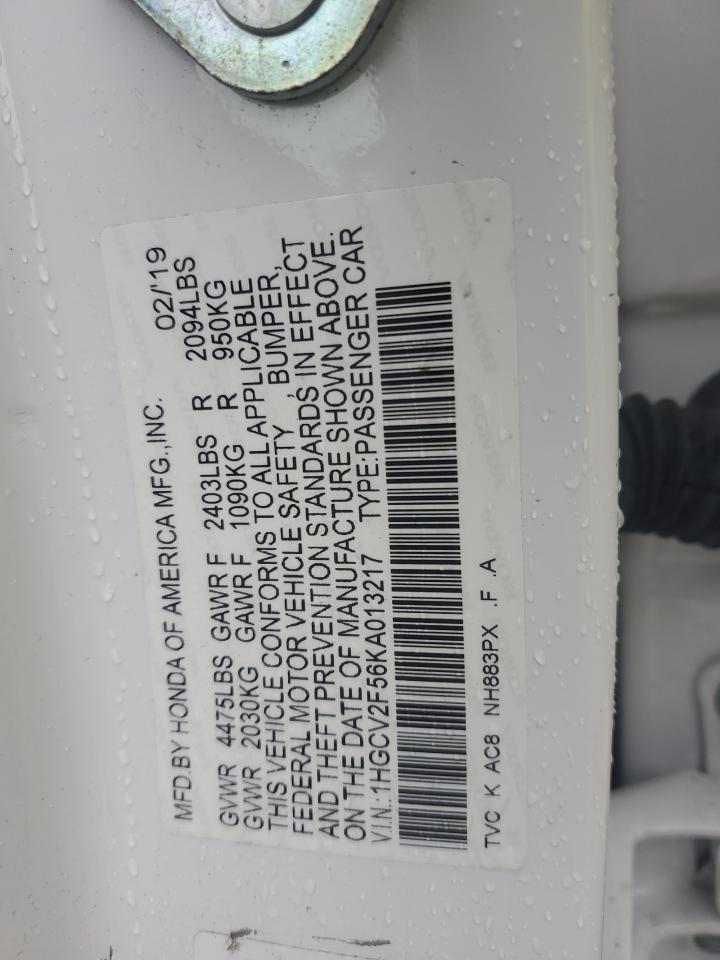 MFD.BY HONDA OF AMERICA MFG.,INC. 02/'19
GVWR 4475LBS GAWR F 2403LBS R 2094LBS
GVWR 2030KG GAWR F 1090KG R 950KG
THIS VEHICLE CONFORMS TO ALL APPLICABLE
FEDERAL MOTOR VEHICLE SAFETY BUMPER,
AND THEFT PREVENTION STANDARDS, IN EFFECT
ON THE DATE OF MANUFACTURE SHOWN ABOVE.
V.I.N.:1HGCV2F56KA013217 TYPE:PASSENGER CAR
TVC K AC8 NH883PX .F .A